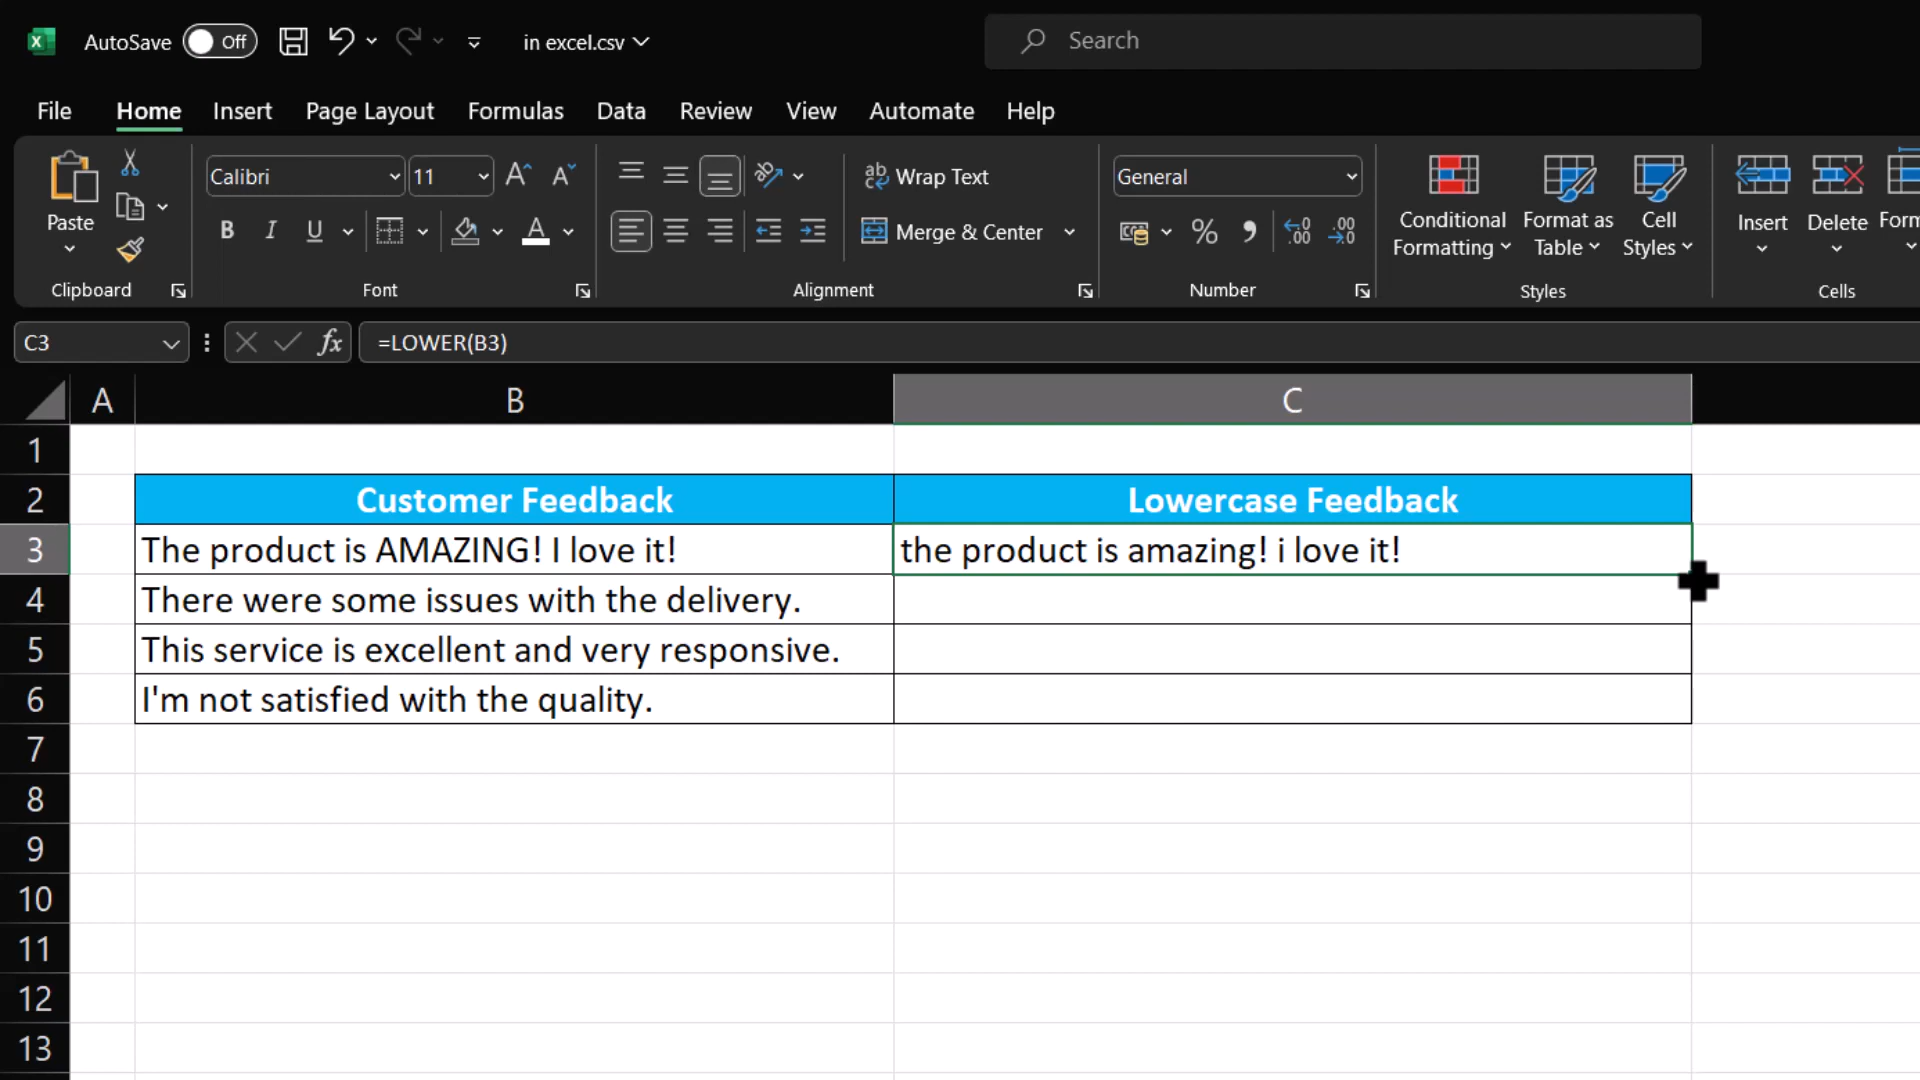 AutoSave Off in excel.csv Search
File Home Insert Page Layout Formulas Data Review View Automate Help
Paste
Calibri 11
B I U A
Wrap Text
Merge & Center
General
Conditional Formatting
Format as Table
Cell Styles
Insert
Delete
Clipboard Font Alignment Number Styles Cells
C3 fx =LOWER(B3)
A B C
1
2 Customer Feedback Lowercase Feedback
3 The product is AMAZING! I love it! the product is amazing! i love it!
4 There were some issues with the delivery.
5 This service is excellent and very responsive.
6 I'm not satisfied with the quality.
7
8
9
10
11
12
13